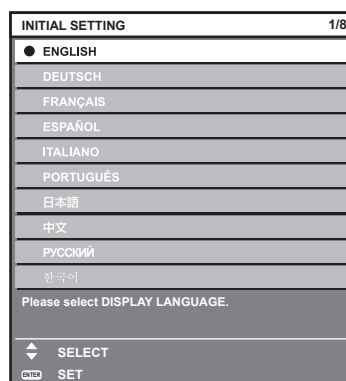 INITIAL SETTING 1/8
ENGLISH
DEUTSCH
FRANÇAIS
ESPAÑOL
ITALIANO
PORTUGUÊS
日本語
中文
РУССКИЙ
한국어
Please select DISPLAY LANGUAGE.
SELECT
ENTER SET